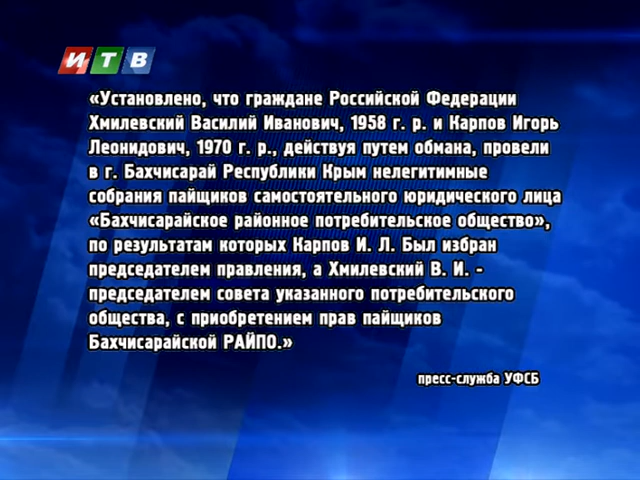 ИТВ
«Установлено, что граждане Российской Федерации
Хмилевский Василий Иванович, 1958 г. р. и Карпов Игорь
Леонидович, 1970 г. р., действуя путем обмана, провели
в г. Бахчисарай Республики Крым нелегитимные
собрания пайщиков самостоятельного юридического лица
«Бахчисарайское районное потребительское общество»,
по результатам которых Карпов И. Л. Был избран
председателем правления, а Хмилевский В. И. -
председателем совета указанного потребительского
общества, с приобретением прав пайщиков
Бахчисарайской РАЙПО.»
пресс-служба УФСБ